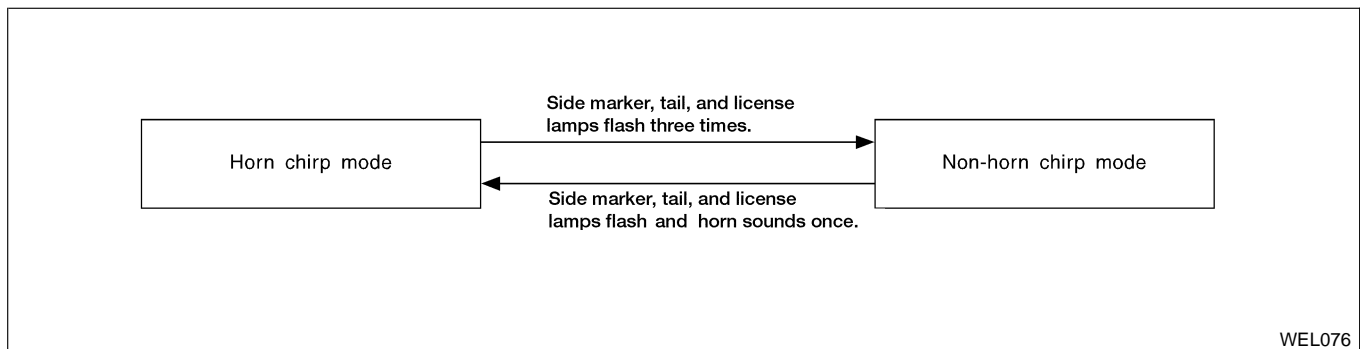 Side marker, tail, and license
lamps flash three times.
Horn chirp mode
Non-horn chirp mode
Side marker, tail, and license
lamps flash and horn sounds once.
WEL076